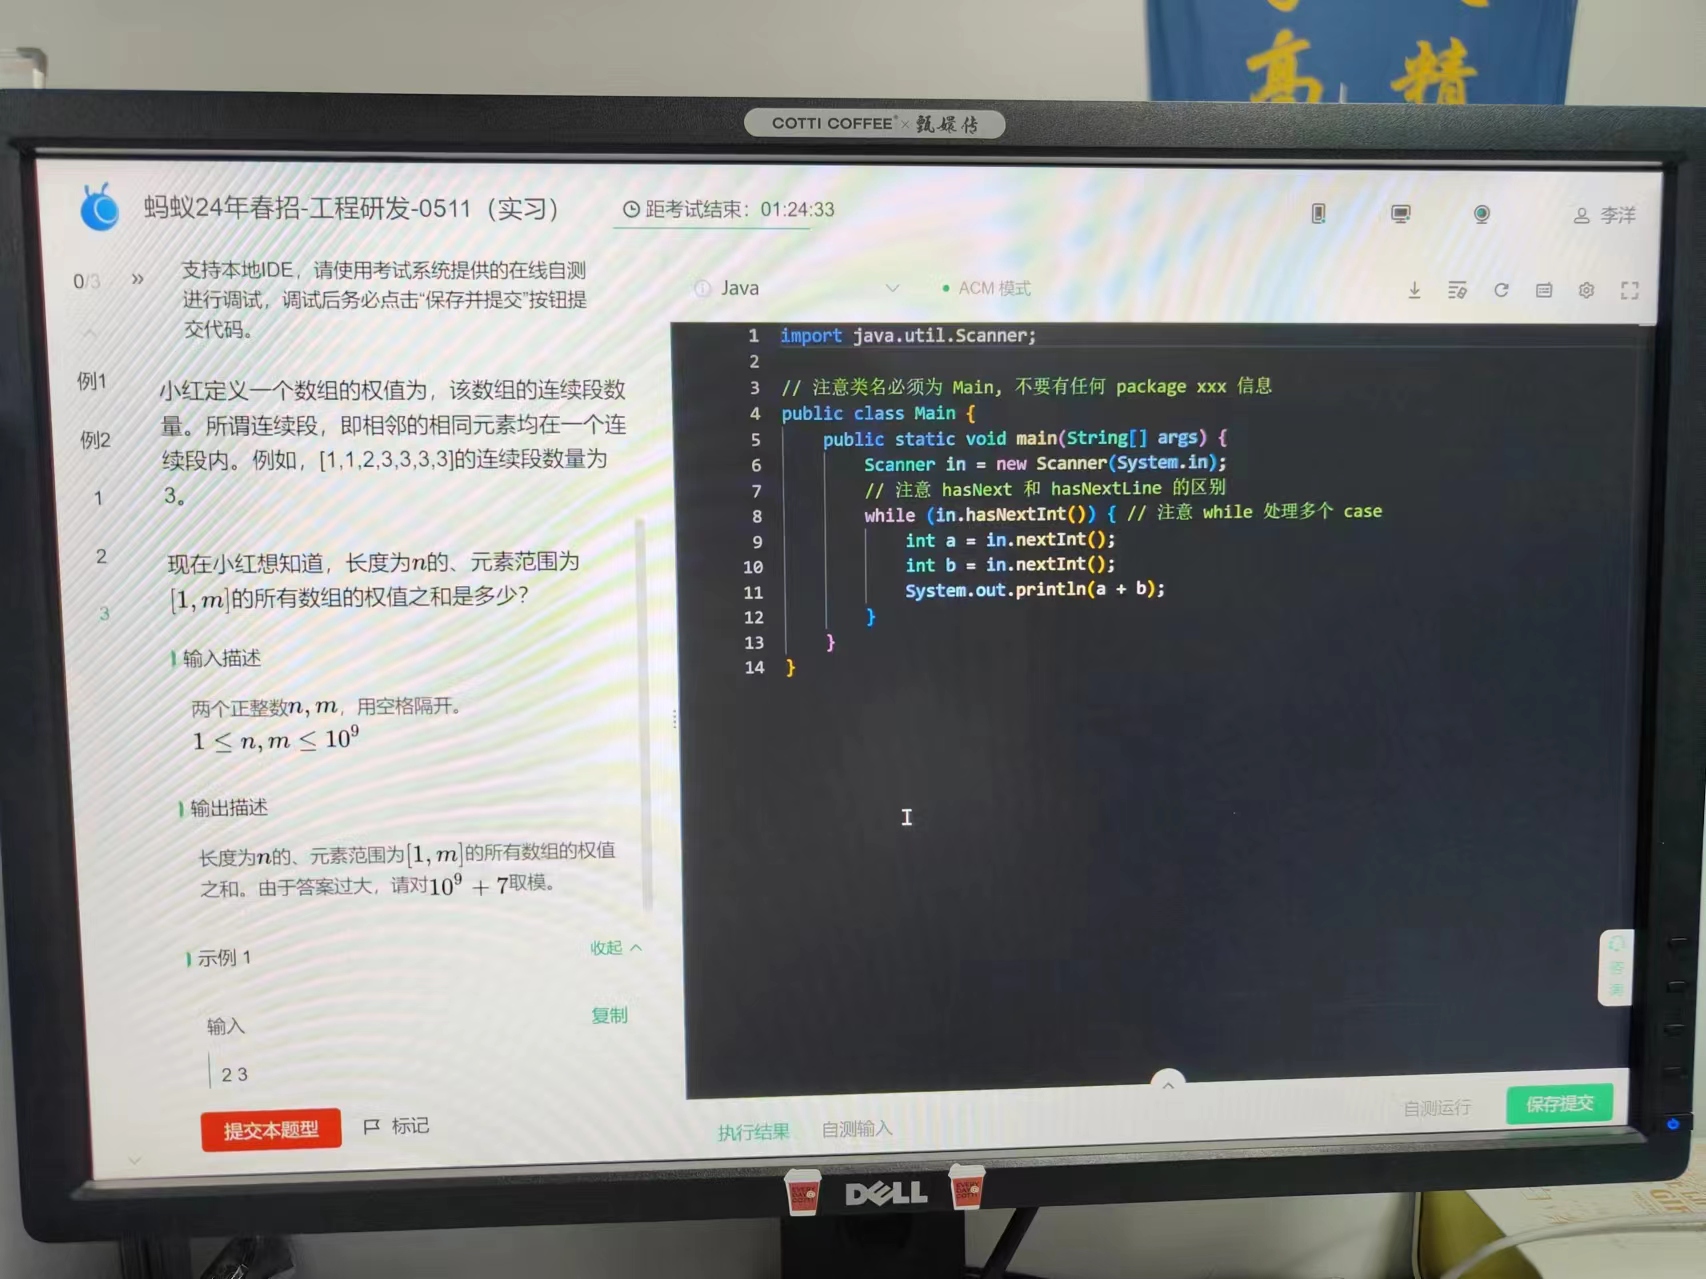 高 精
COTTI COFFEE × 甄嬛传
蚂蚁24年春招-工程研发-0511（实习）
距考试结束：01:24:33
李洋
0/3
»
例1
例2
1
2
3
支持本地IDE，请使用考试系统提供的在线自测
进行调试，调试后务必点击“保存并提交”按钮提
交代码。
小红定义一个数组的权值为，该数组的连续段数
量。所谓连续段，即相邻的相同元素均在一个连
续段内。例如，[1,1,2,3,3,3,3]的连续段数量为
3。
现在小红想知道，长度为n的、元素范围为
[1, m]的所有数组的权值之和是多少？
输入描述
两个正整数n, m，用空格隔开。
1 ≤ n, m ≤ 10⁹
输出描述
长度为n的、元素范围为[1, m]的所有数组的权值
之和。由于答案过大，请对10⁹ + 7取模。
示例 1
收起
输入
复制
2 3
提交本题型
标记
Java
ACM 模式
1 import java.util.Scanner;
2
3 // 注意类名必须为 Main, 不要有任何 package xxx 信息
4 public class Main {
5 public static void main(String[] args) {
6 Scanner in = new Scanner(System.in);
7 // 注意 hasNext 和 hasNextLine 的区别
8 while (in.hasNextInt()) { // 注意 while 处理多个 case
9 int a = in.nextInt();
10 int b = in.nextInt();
11 System.out.println(a + b);
12 }
13 }
14 }
咨
询
执行结果
自测输入
自测运行
保存提交
DELL